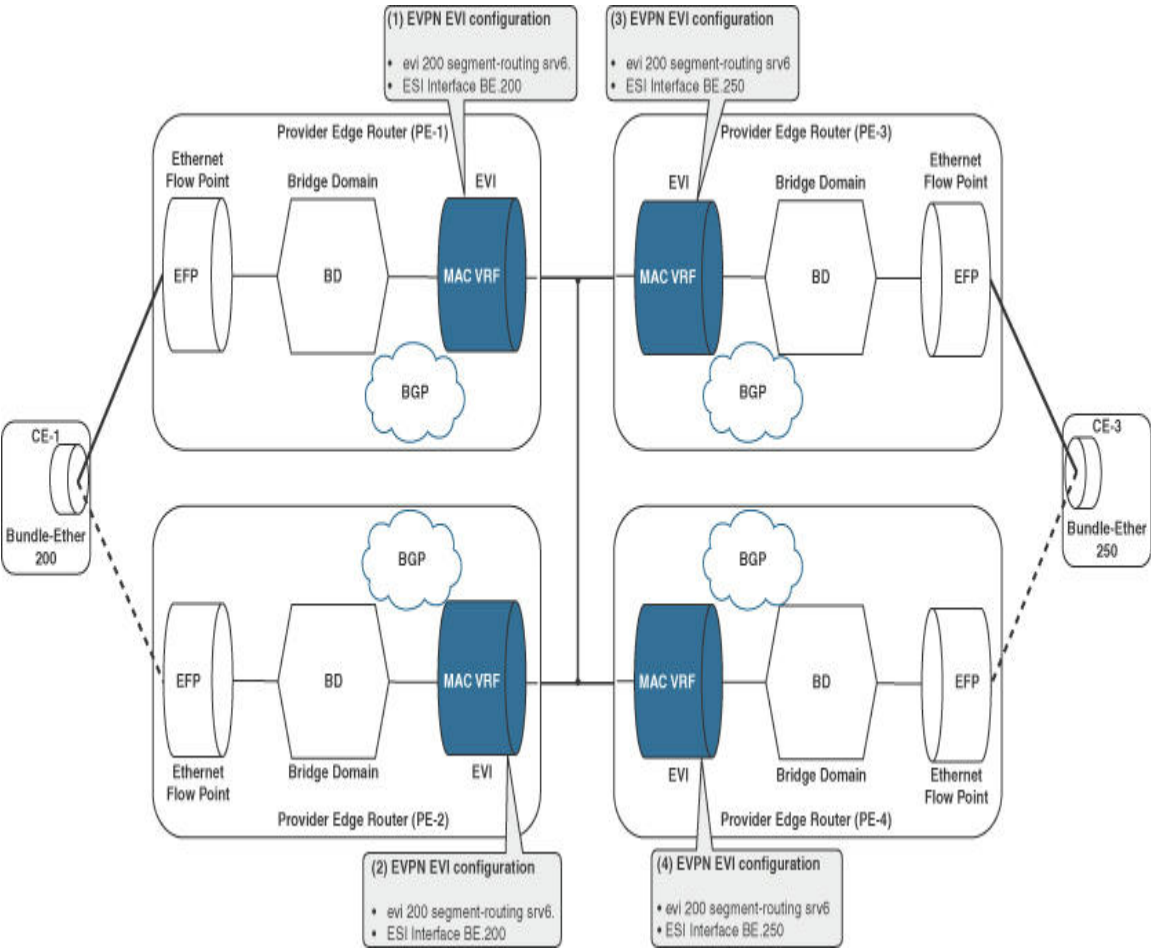 (1) EVPN EVI configuration
• evi 200 segment-routing srv6.
• ESI Interface BE.200
(3) EVPN EVI configuration
• evi 200 segment-routing srv6
• ESI Interface BE.250
Provider Edge Router (PE-1)
Ethernet
Flow Point
Bridge Domain
EVI
EFP
BD
MAC VRF
BGP
Provider Edge Router (PE-3)
EVI
Bridge Domain
Ethernet
Flow Point
MAC VRF
BD
EFP
BGP
CE-1
Bundle-Ether
200
CE-3
Bundle-Ether
250
BGP
EFP
BD
MAC VRF
Ethernet
Flow Point
Bridge Domain
EVI
Provider Edge Router (PE-2)
BGP
MAC VRF
BD
EFP
EVI
Bridge Domain
Ethernet
Flow Point
Provider Edge Router (PE-4)
(2) EVPN EVI configuration
• evi 200 segment-routing srv6.
• ESI Interface BE.200
(4) EVPN EVI configuration
• evi 200 segment-routing srv6
• ESI Interface BE.250